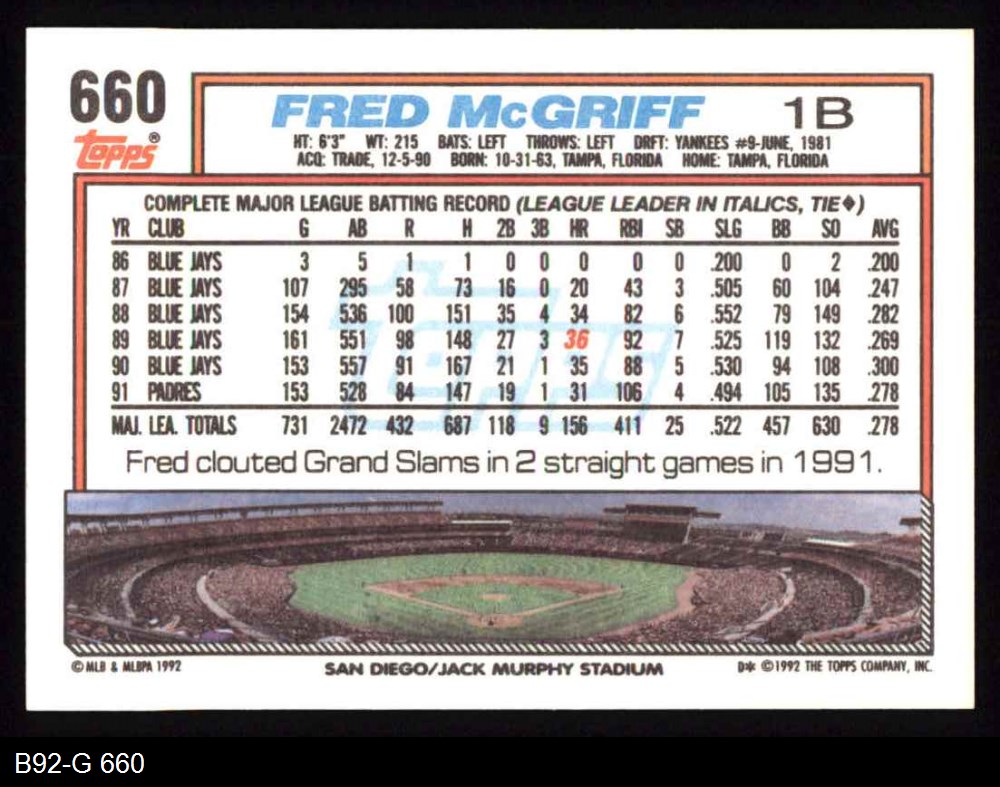 660
FRED McGRIFF 1B
Topps®
HT: 6'3" WT: 215 BATS: LEFT THROWS: LEFT DRFT: YANKEES #9-JUNE, 1981
ACQ: TRADE, 12-5-90 BORN: 10-31-63, TAMPA, FLORIDA HOME: TAMPA, FLORIDA
COMPLETE MAJOR LEAGUE BATTING RECORD (LEAGUE LEADER IN ITALICS, TIE♦)
YR CLUB G AB R H 2B 3B HR RBI SB SLG BB SO AVG
86 BLUE JAYS 3 5 1 1 0 0 0 0 0 .200 0 2 .200
87 BLUE JAYS 107 295 58 73 16 0 20 43 3 .505 60 104 .247
88 BLUE JAYS 154 536 100 151 35 4 34 82 6 .552 79 149 .282
89 BLUE JAYS 161 551 98 148 27 3 36 92 7 .525 119 132 .269
90 BLUE JAYS 153 557 91 167 21 1 35 88 5 .530 94 108 .300
91 PADRES 153 528 84 147 19 1 31 106 4 .494 105 135 .278
MAJ. LEA. TOTALS 731 2472 432 687 118 9 156 411 25 .522 457 630 .278
Topps
Fred clouted Grand Slams in 2 straight games in 1991.
© MLB & MLBPA 1992 SAN DIEGO/JACK MURPHY STADIUM D* ©1992 THE TOPPS COMPANY, INC.
B92-G 660